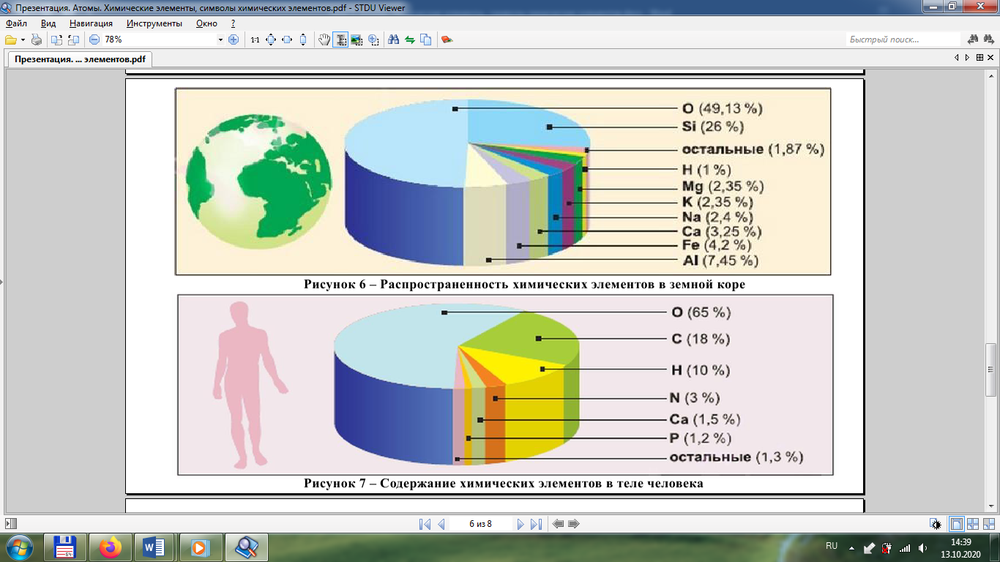 Презентация. Атомы. Химические элементы, символы химических элементов.pdf - STDU Viewer
Файл Вид Навигация Инструменты Окно ?
78% 1:1 Быстрый поиск...
Презентация. ... элементов.pdf
O (49,13 %)
Si (26 %)
остальные (1,87 %)
H (1 %)
Mg (2,35 %)
K (2,35 %)
Na (2,4 %)
Ca (3,25 %)
Fe (4,2 %)
Al (7,45 %)
Рисунок 6 – Распространенность химических элементов в земной коре
O (65 %)
C (18 %)
H (10 %)
N (3 %)
Ca (1,5 %)
P (1,2 %)
остальные (1,3 %)
Рисунок 7 – Содержание химических элементов в теле человека
6 из 8
64
RU
14:39
13.10.2020